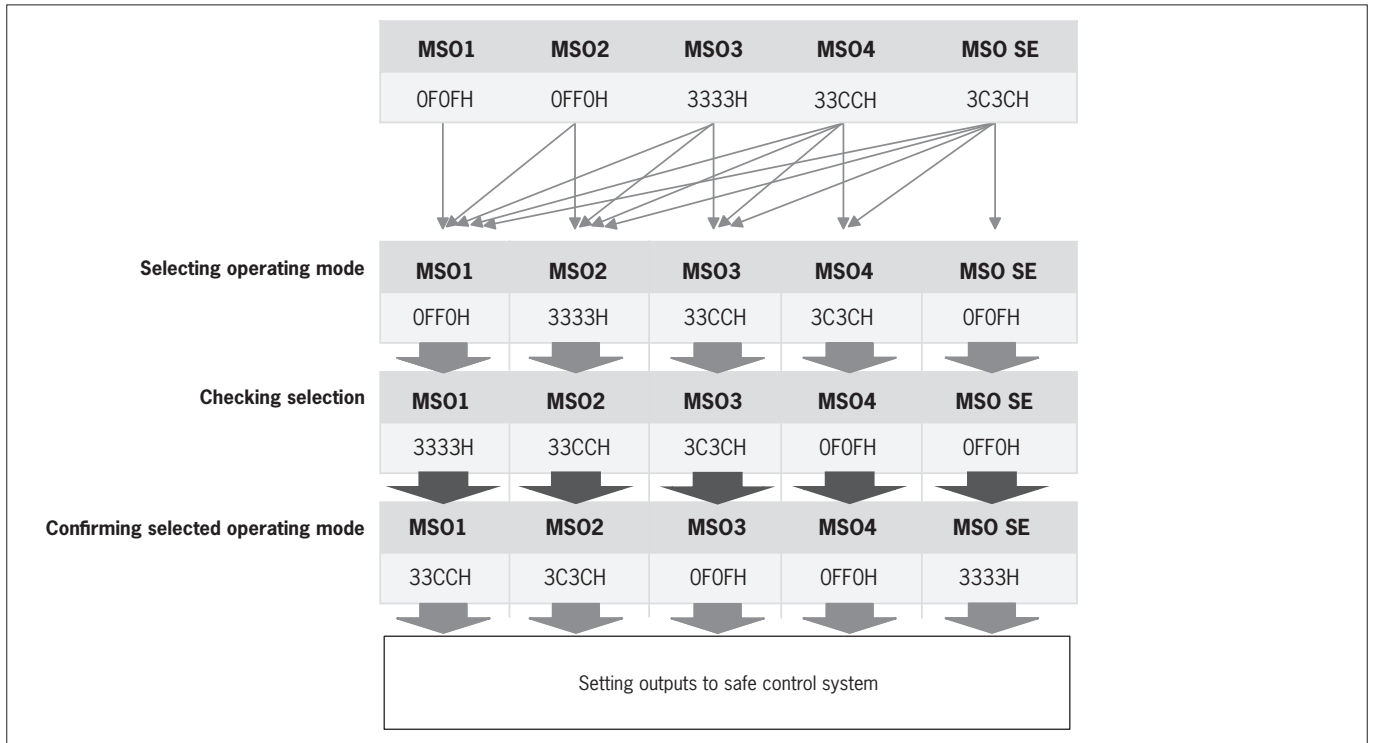 MSO1 MSO2 MSO3 MSO4 MSO SE
0F0FH 0FF0H 3333H 33CCH 3C3CH
Selecting operating mode MSO1 MSO2 MSO3 MSO4 MSO SE
0FF0H 3333H 33CCH 3C3CH 0F0FH
Checking selection MSO1 MSO2 MSO3 MSO4 MSO SE
3333H 33CCH 3C3CH 0F0FH 0FF0H
Confirming selected operating mode MSO1 MSO2 MSO3 MSO4 MSO SE
33CCH 3C3CH 0F0FH 0FF0H 3333H
Setting outputs to safe control system